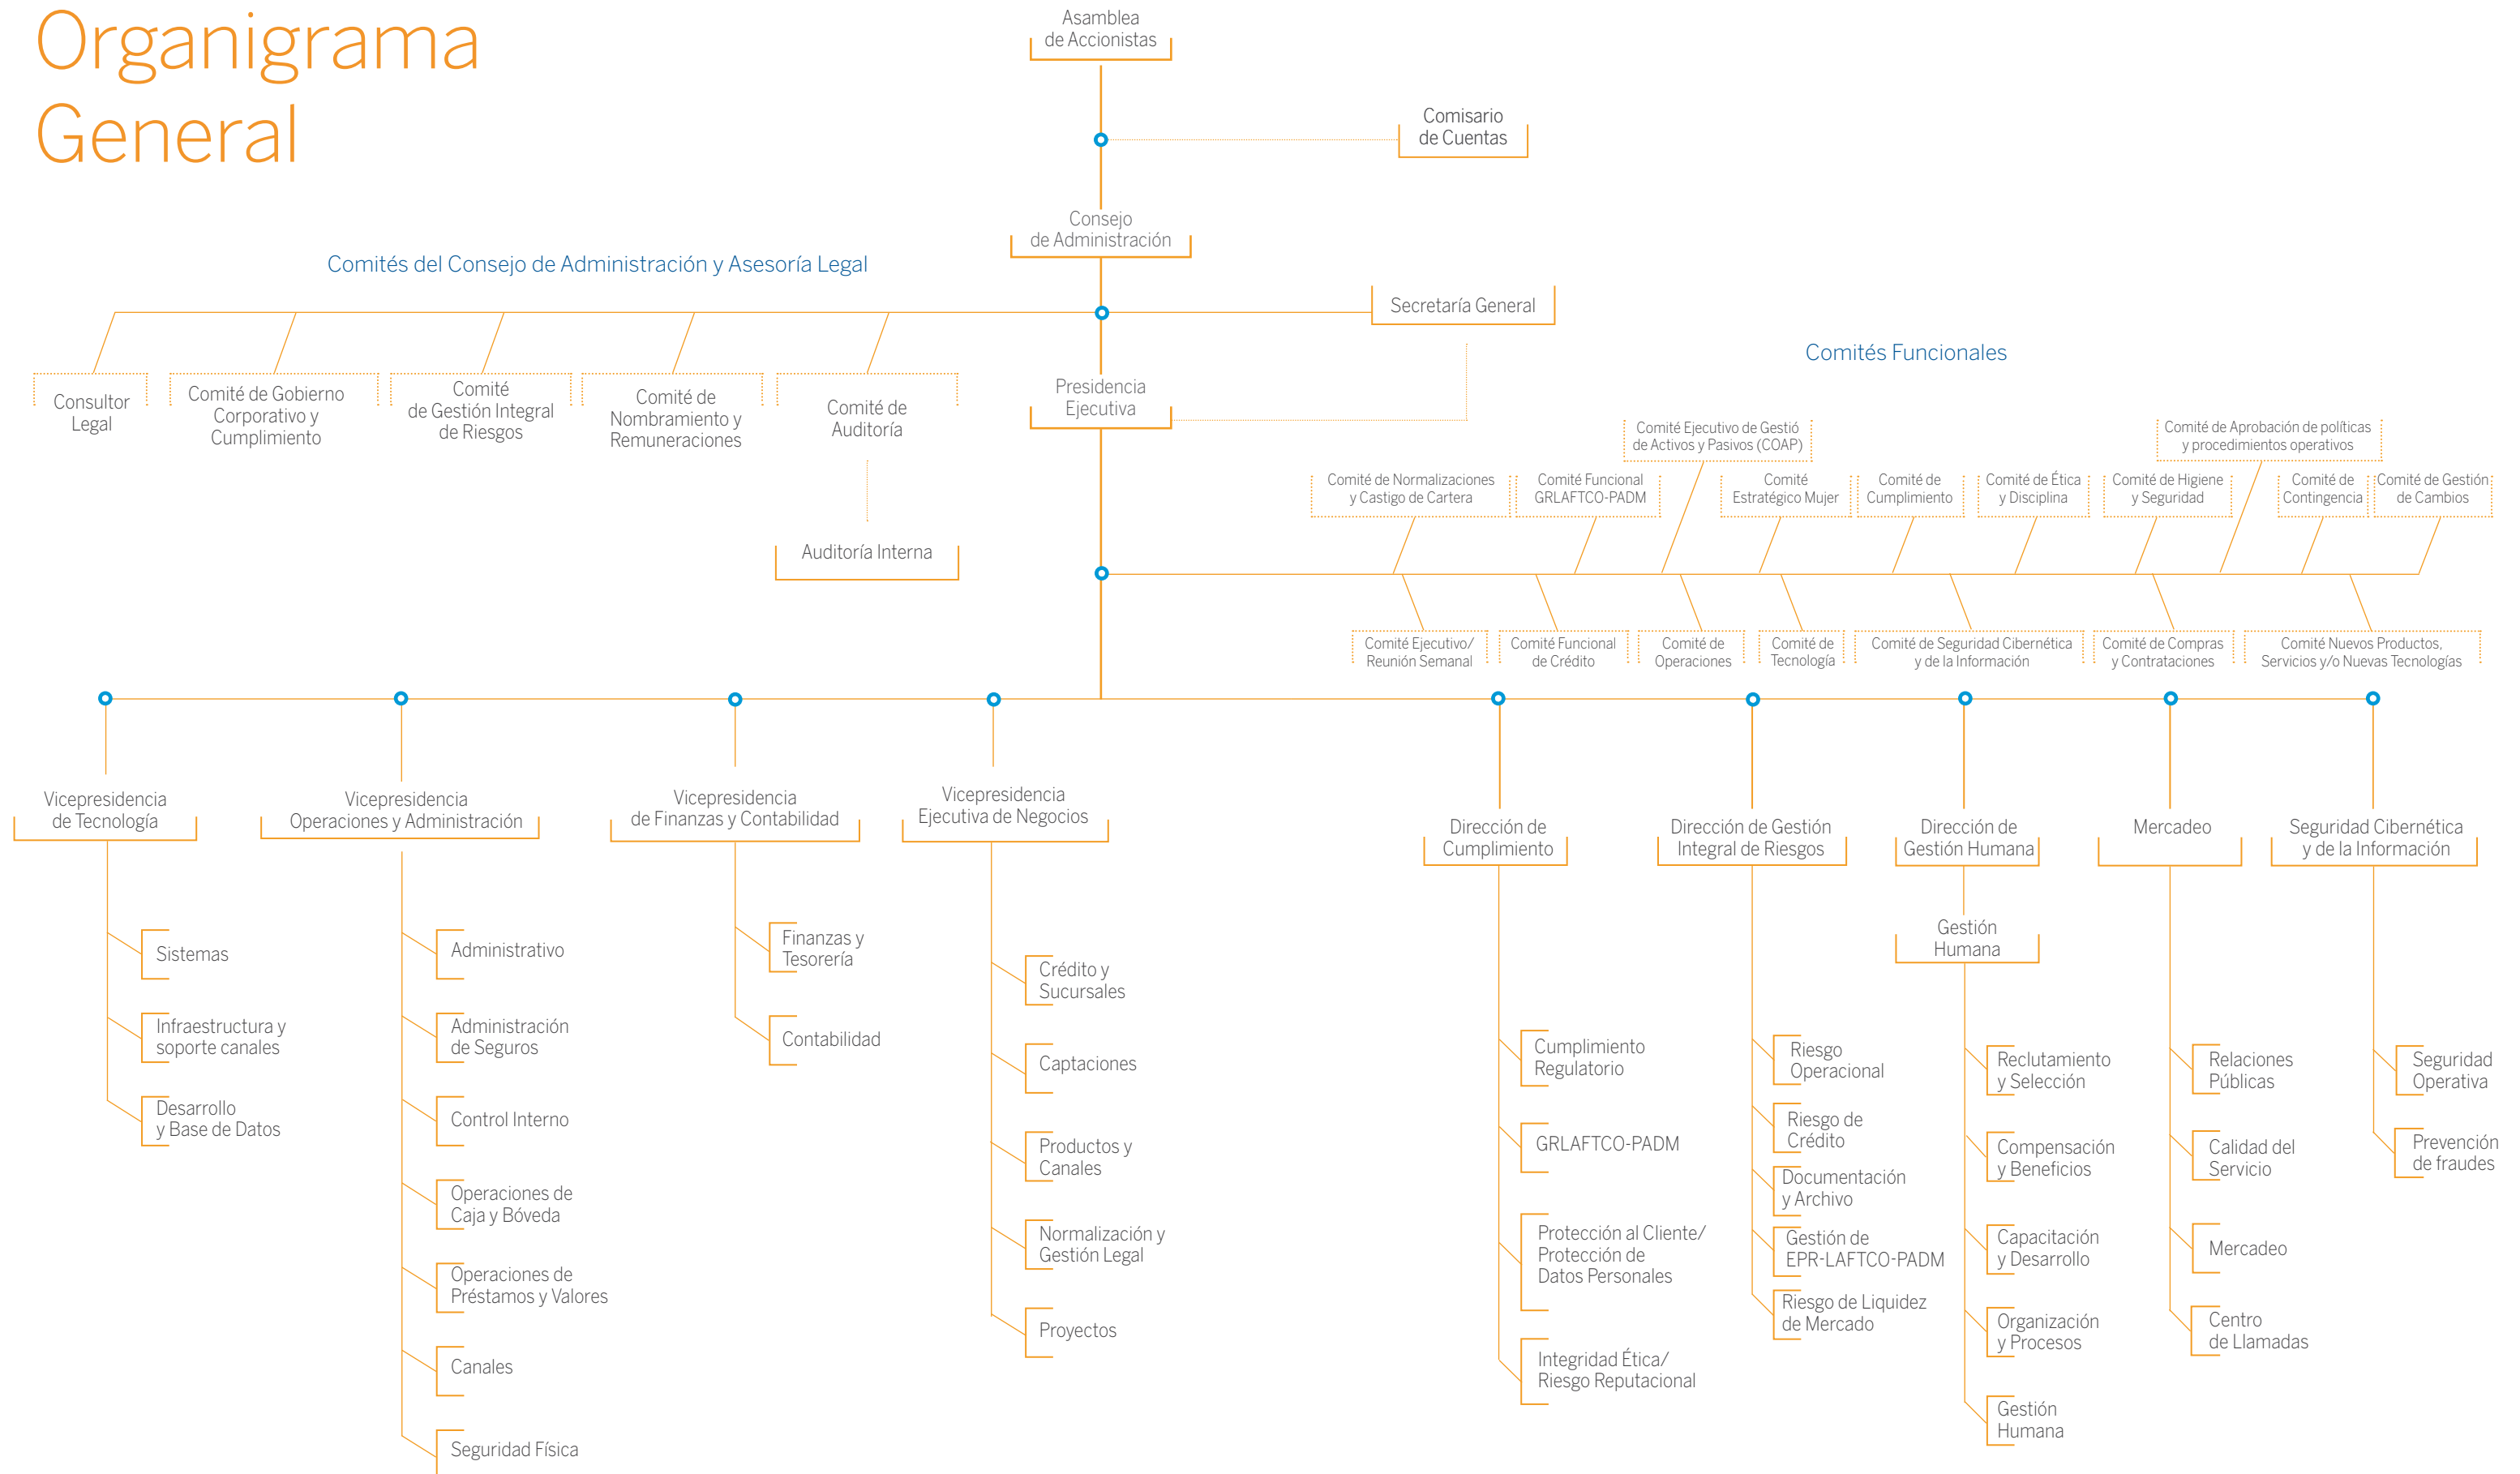 Organigrama
General
Asamblea
de Accionistas
Comisario
de Cuentas
Consejo
de Administración
Comités del Consejo de Administración y Asesoría Legal
Secretaría General
Consultor
Legal
Comité de Gobierno
Corporativo y
Cumplimiento
Comité
de Gestión Integral
de Riesgos
Comité de
Nombramiento y
Remuneraciones
Comité de
Auditoría
Auditoría Interna
Presidencia
Ejecutiva
Comités Funcionales
Comité Ejecutivo de Gestió
de Activos y Pasivos (COAP)
Comité de Aprobación de políticas
y procedimientos operativos
Comité de Normalizaciones
y Castigo de Cartera
Comité Funcional
GRLAFTCO-PADM
Comité
Estratégico Mujer
Comité de
Cumplimiento
Comité de Ética
y Disciplina
Comité de Higiene
y Seguridad
Comité de
Contingencia
Comité de Gestión
de Cambios
Comité Ejecutivo/
Reunión Semanal
Comité Funcional
de Crédito
Comité de
Operaciones
Comité de
Tecnología
Comité de Seguridad Cibernética
y de la Información
Comité de Compras
y Contrataciones
Comité Nuevos Productos,
Servicios y/o Nuevas Tecnologías
Vicepresidencia
de Tecnología
Sistemas
Infraestructura y
soporte canales
Desarrollo
y Base de Datos
Vicepresidencia
Operaciones y Administración
Administrativo
Administración
de Seguros
Control Interno
Operaciones de
Caja y Bóveda
Operaciones de
Préstamos y Valores
Canales
Seguridad Física
Vicepresidencia
de Finanzas y Contabilidad
Finanzas y
Tesorería
Contabilidad
Vicepresidencia
Ejecutiva de Negocios
Crédito y
Sucursales
Captaciones
Productos y
Canales
Normalización y
Gestión Legal
Proyectos
Dirección de
Cumplimiento
Cumplimiento
Regulatorio
GRLAFTCO-PADM
Protección al Cliente/
Protección de
Datos Personales
Integridad Ética/
Riesgo Reputacional
Dirección de Gestión
Integral de Riesgos
Riesgo
Operacional
Riesgo de
Crédito
Documentación
y Archivo
Gestión de
EPR-LAFTCO-PADM
Riesgo de Liquidez
de Mercado
Dirección de
Gestión Humana
Gestión
Humana
Reclutamiento
y Selección
Compensación
y Beneficios
Capacitación
y Desarrollo
Organización
y Procesos
Gestión
Humana
Mercadeo
Relaciones
Públicas
Calidad del
Servicio
Mercadeo
Centro
de Llamadas
Seguridad Cibernética
y de la Información
Seguridad
Operativa
Prevención
de fraudes